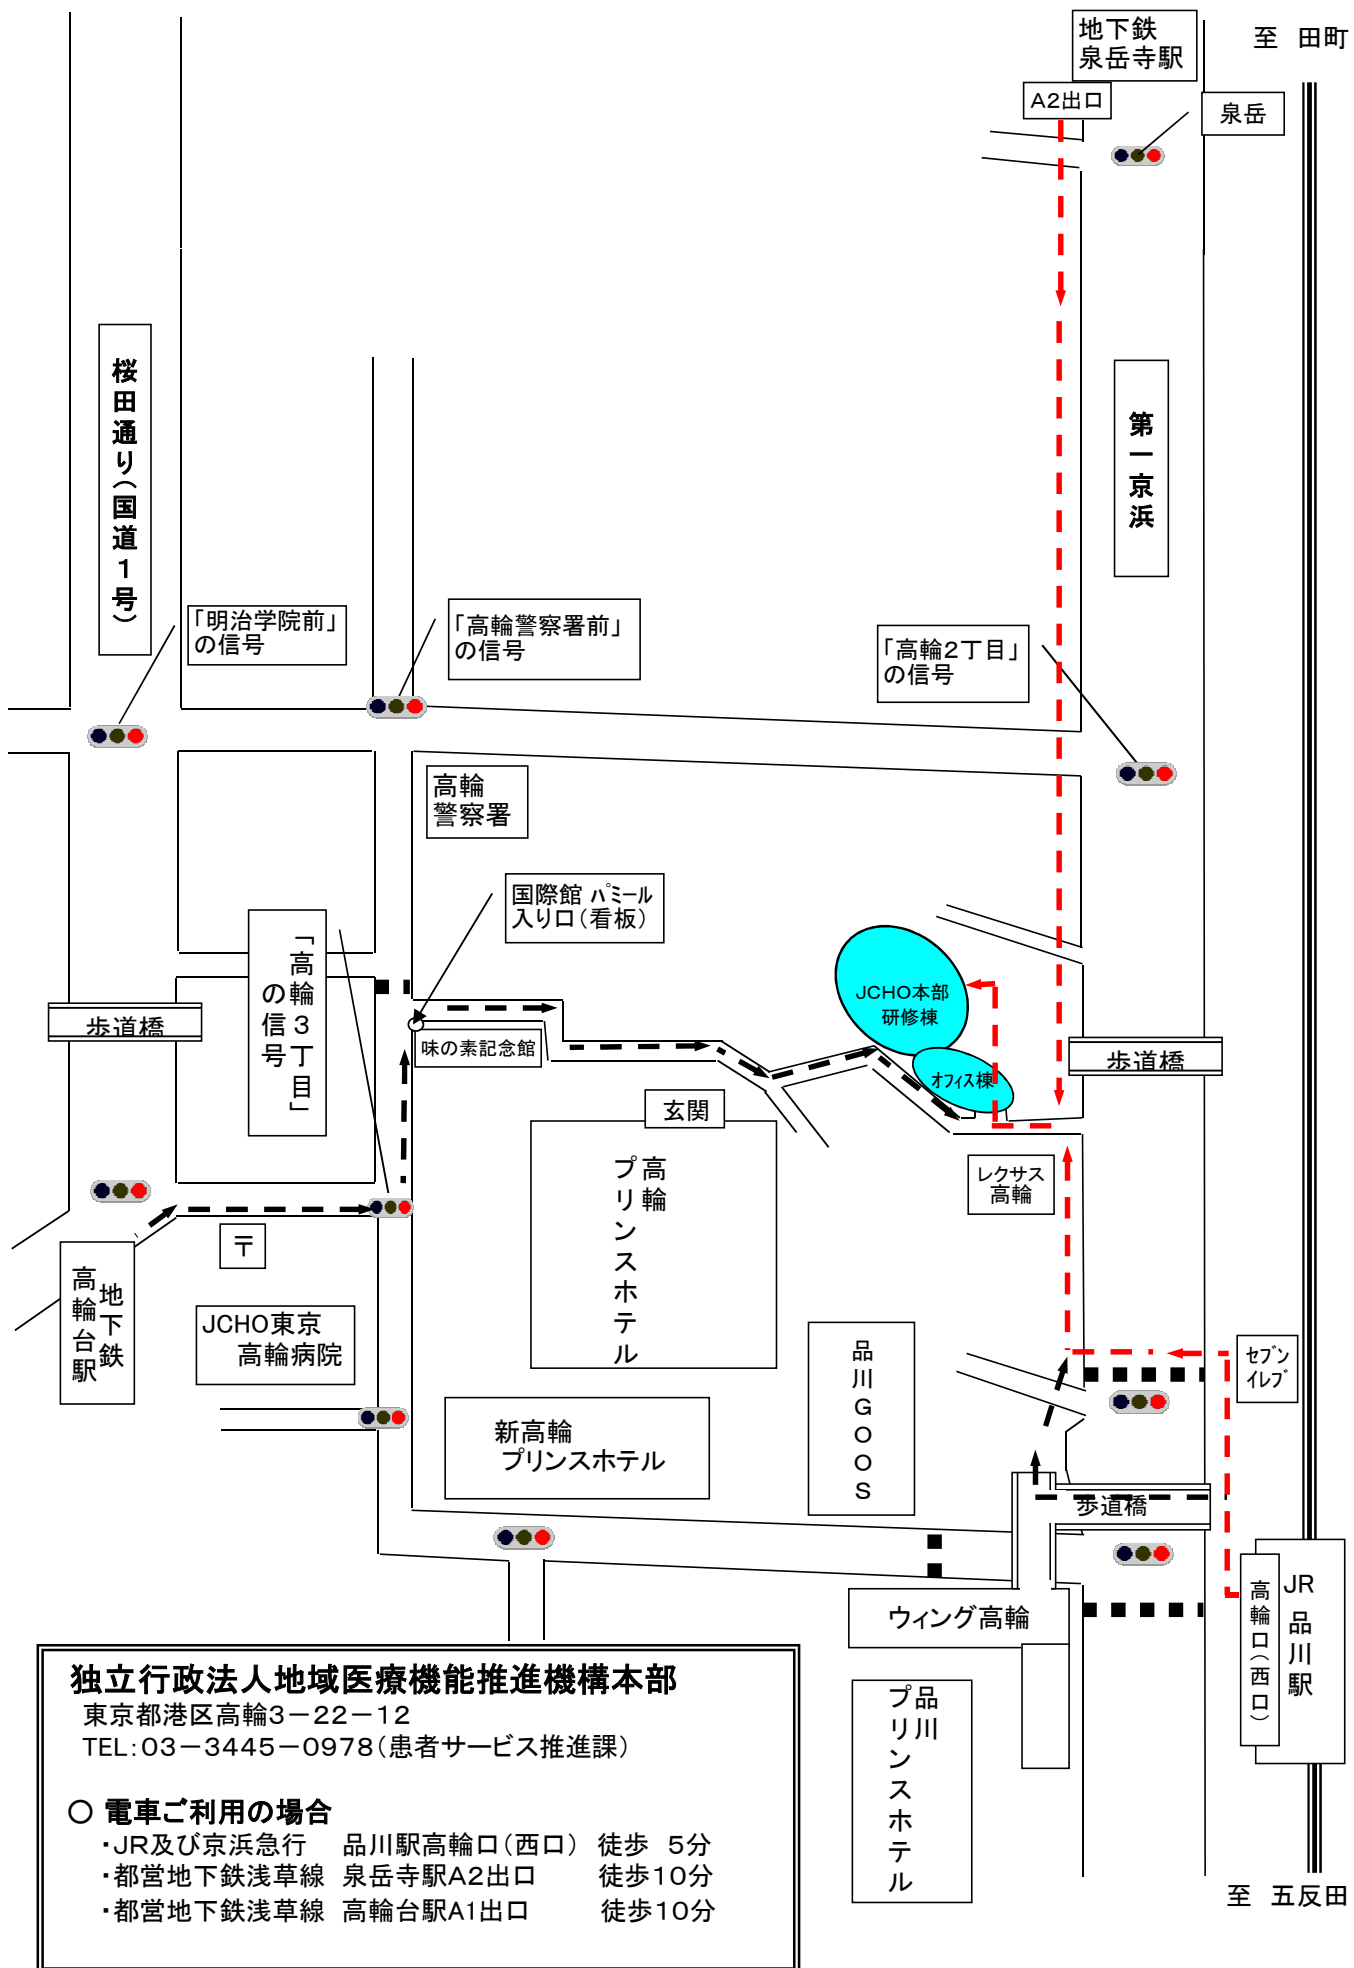 地下鉄
泉岳寺駅
至 田町
A2出口
泉岳
桜田通り(国道1号)
第一京浜
「明治学院前」
の信号
「高輪警察署前」
の信号
「高輪2丁目」
の信号
高輪
警察署
国際館 パミール
入り口(看板)
「高輪3丁目」
の信号
JCHO本部
研修棟
歩道橋
味の素記念館
歩道橋
オフィス棟
玄関
高輪
プリンスホテル
レクサス
高輪
〒
地下鉄
高輪台駅
JCHO東京
高輪病院
品川GOOS
セブン
イレブ
新高輪
プリンスホテル
歩道橋
JR
品川駅
高輪口(西口)
ウィング高輪
品川
プリンスホテル
独立行政法人地域医療機能推進機構本部
東京都港区高輪3-22-12
TEL:03-3445-0978(患者サービス推進課)
○ 電車ご利用の場合
・JR及び京浜急行 品川駅高輪口(西口) 徒歩 5分
・都営地下鉄浅草線 泉岳寺駅A2出口 徒歩10分
・都営地下鉄浅草線 高輪台駅A1出口 徒歩10分
至 五反田